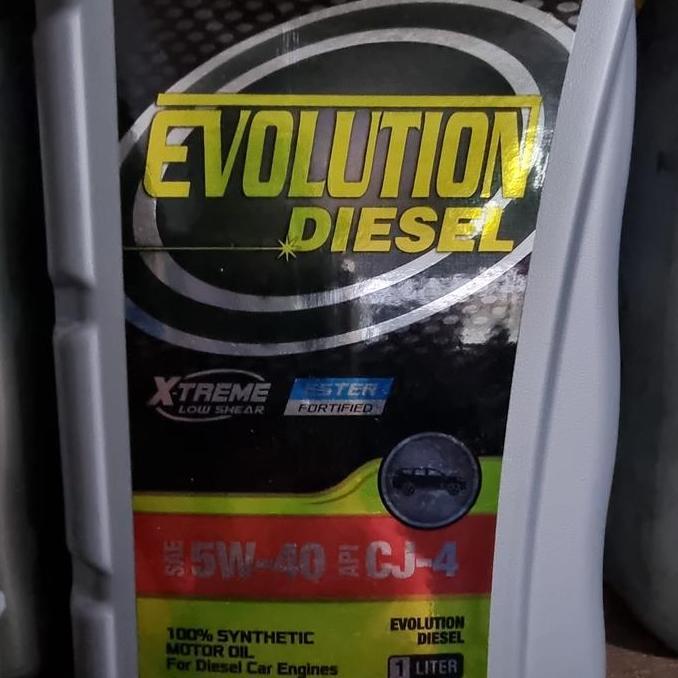 EVOLUTION
DIESEL
X-TREME
LOW SHEAR
ESTER
FORTIFIED
SAE 5W-40 API CJ-4
100% SYNTHETIC
MOTOR OIL
For Diesel Car Engines
EVOLUTION
DIESEL
1 LITER